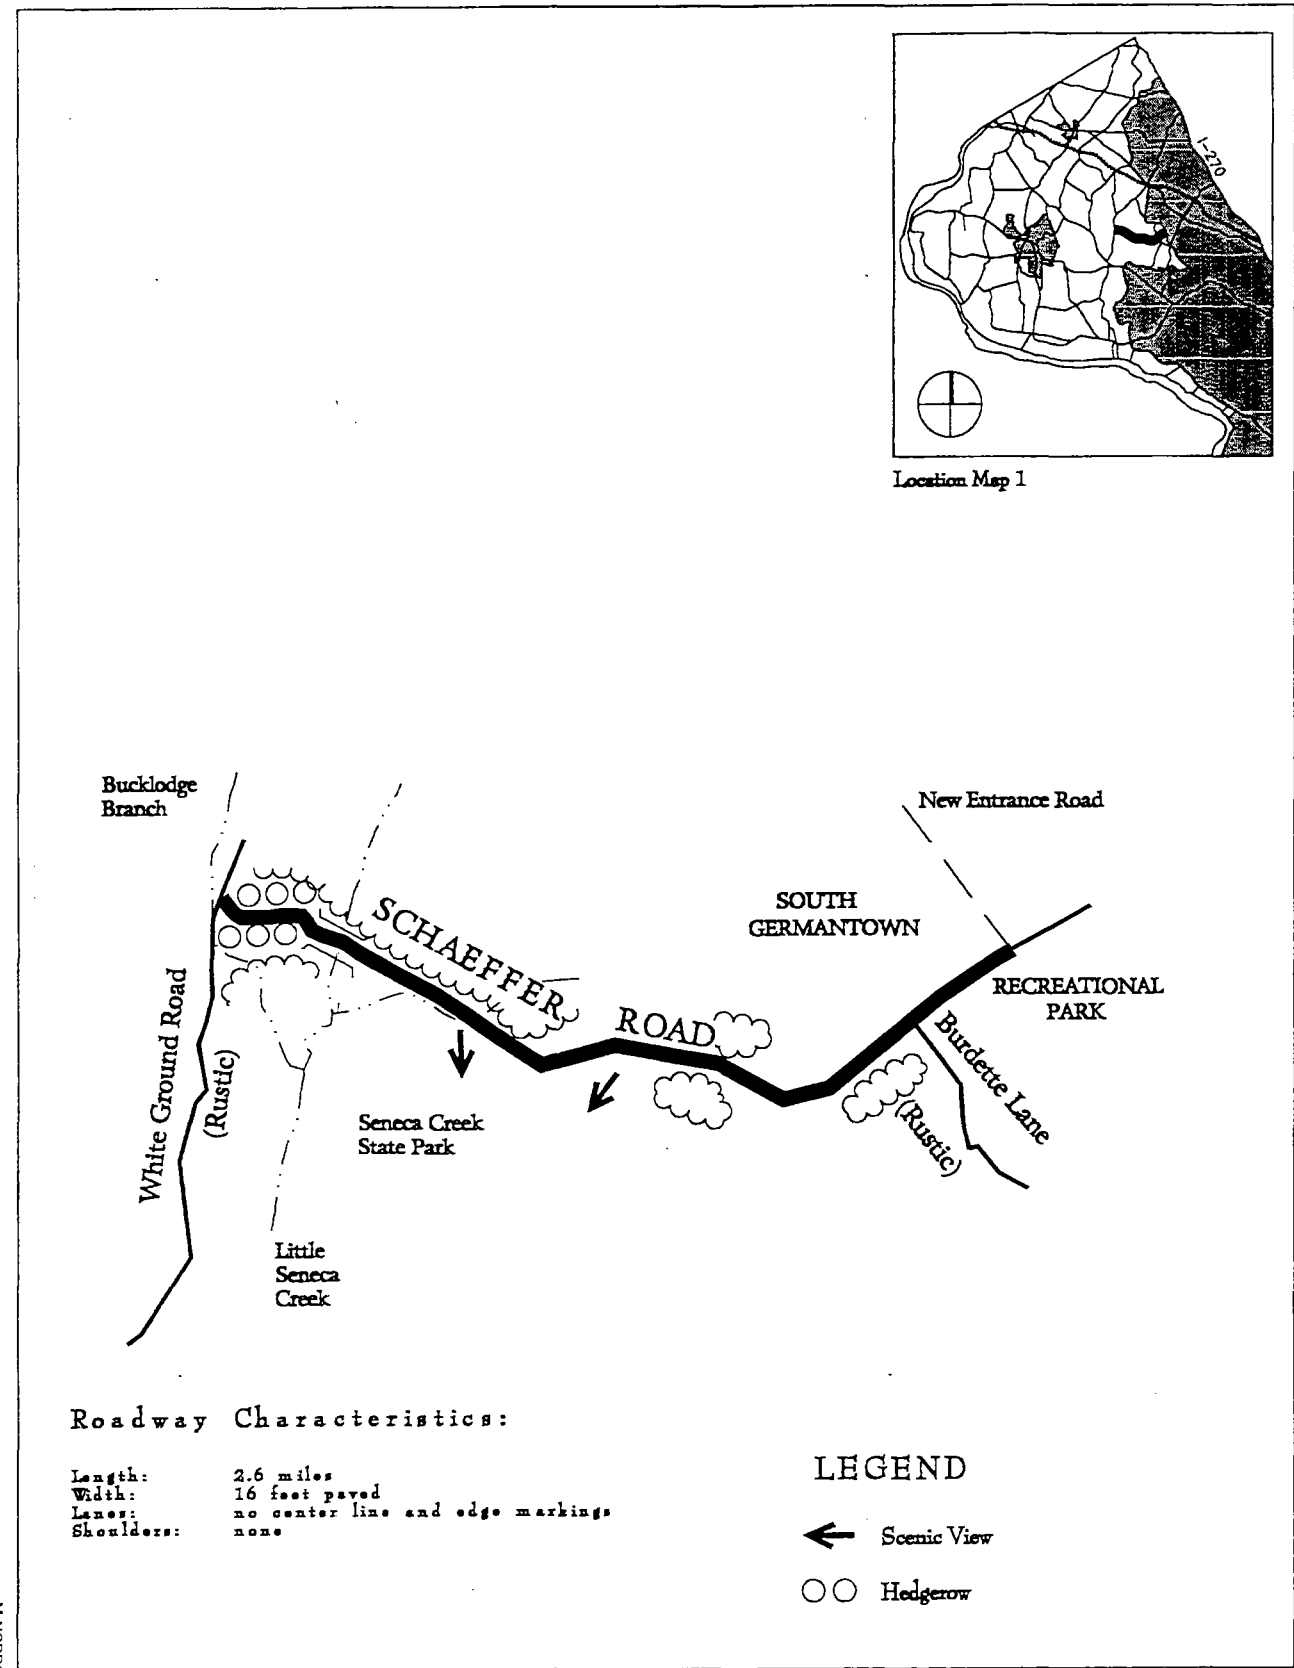 I-270
Location Map 1
Bucklodge
Branch
New Entrance Road
SCHAEFFER ROAD
SOUTH
GERMANTOWN
RECREATIONAL
PARK
White Ground Road
(Rustic)
Burdette Lane
(Rustic)
Seneca Creek
State Park
Little
Seneca
Creek
Roadway Characteristics:
Length: 2.6 miles
Width: 16 feet paved
Lanes: no center line and edge markings
Shoulders: none
LEGEND
Scenic View
Hedgerow